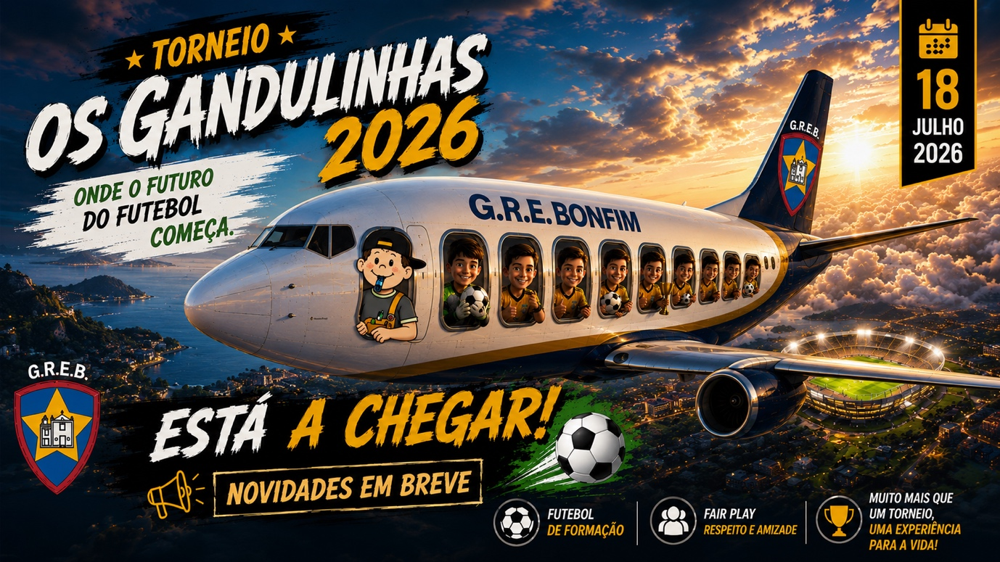 ★ TORNEIO ★
OS GANDULINHAS
2026
ONDE O FUTURO
DO FUTEBOL
COMEÇA.
18
JULHO
2026
G.R.E.B.
G.R.E. BONFIM
G.R.E.B.
ESTÁ A CHEGAR!
NOVIDADES EM BREVE
FUTEBOL
DE FORMAÇÃO
FAIR PLAY
RESPEITO E AMIZADE
MUITO MAIS QUE
UM TORNEIO,
UMA EXPERIÊNCIA
PARA A VIDA!